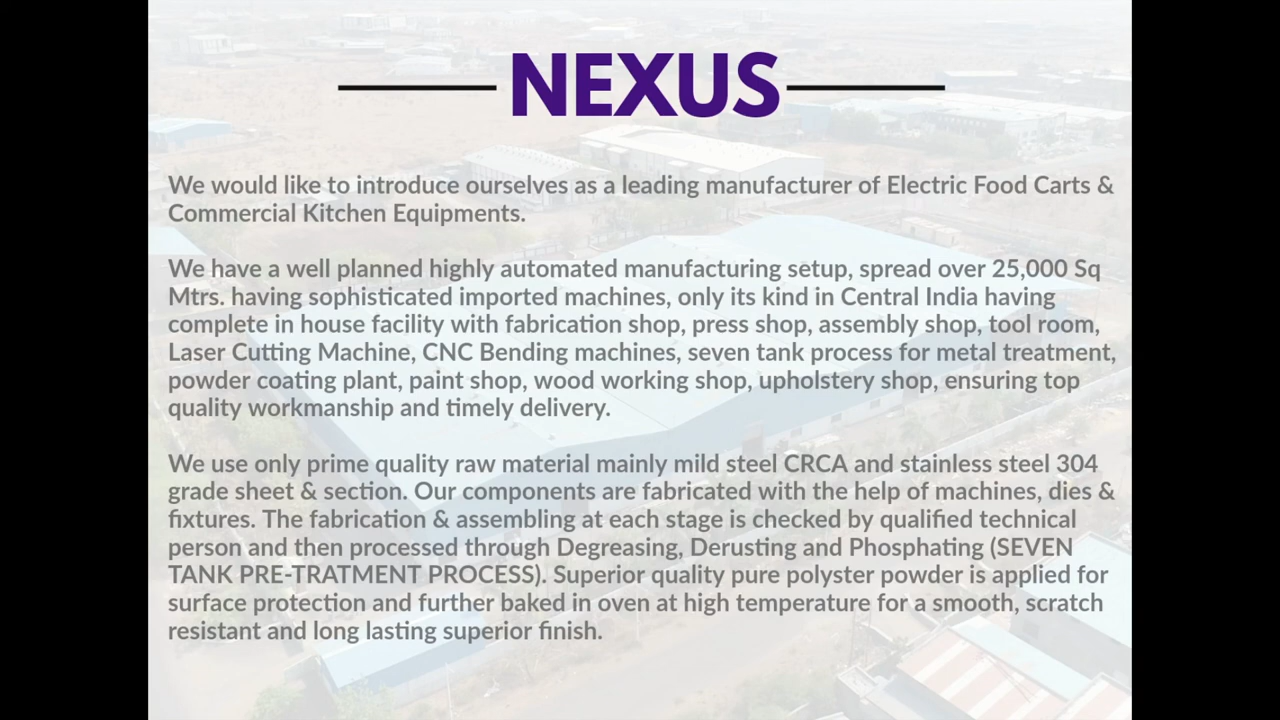 NEXUS
We would like to introduce ourselves as a leading manufacturer of Electric Food Carts &
Commercial Kitchen Equipments.
We have a well planned highly automated manufacturing setup, spread over 25,000 Sq
Mtrs. having sophisticated imported machines, only its kind in Central India having
complete in house facility with fabrication shop, press shop, assembly shop, tool room,
Laser Cutting Machine, CNC Bending machines, seven tank process for metal treatment,
powder coating plant, paint shop, wood working shop, upholstery shop, ensuring top
quality workmanship and timely delivery.
We use only prime quality raw material mainly mild steel CRCA and stainless steel 304
grade sheet & section. Our components are fabricated with the help of machines, dies &
fixtures. The fabrication & assembling at each stage is checked by qualified technical
person and then processed through Degreasing, Derusting and Phosphating (SEVEN
TANK PRE-TRATMENT PROCESS). Superior quality pure polyster powder is applied for
surface protection and further baked in oven at high temperature for a smooth, scratch
resistant and long lasting superior finish.